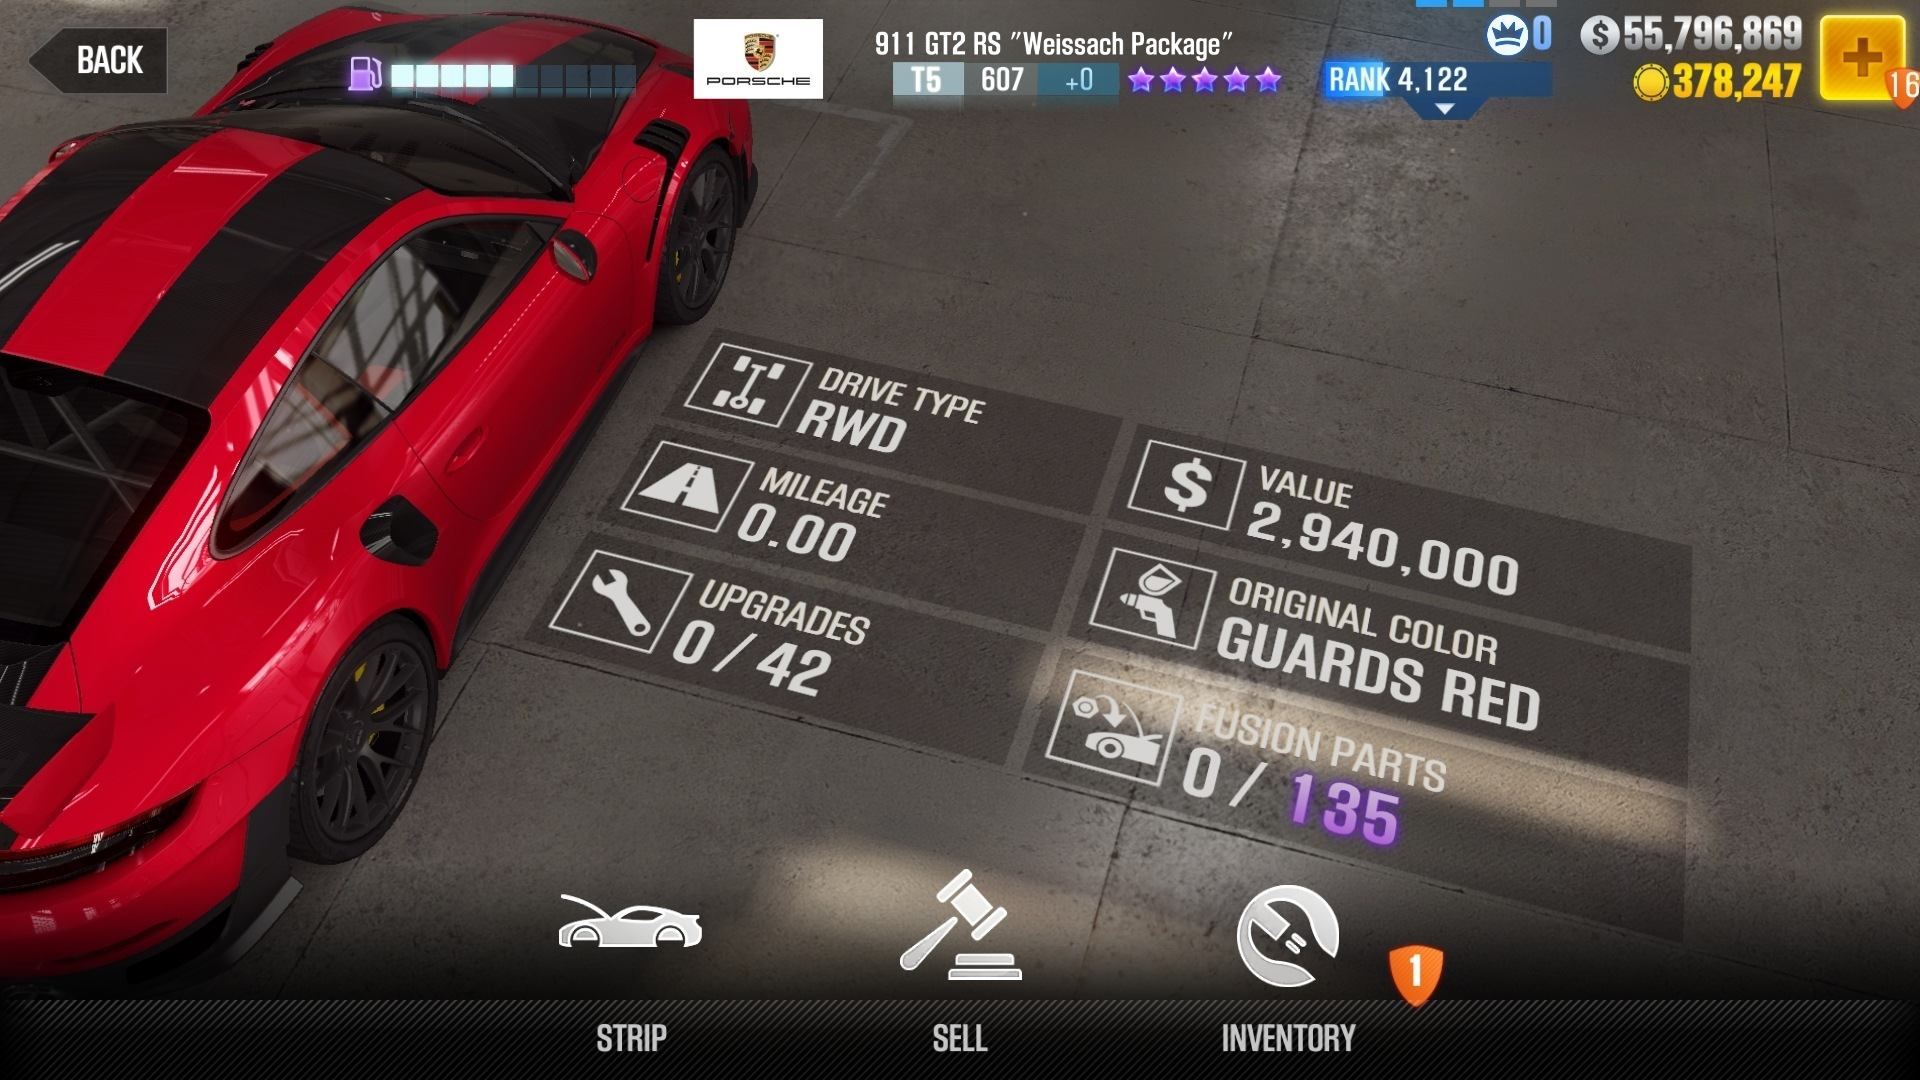 BACK
PORSCHE
911 GT2 RS "Weissach Package"
T5 607 +0
RANK 4,122
0
55,796,869
378,247
16
DRIVE TYPE
RWD
MILEAGE
0.00
UPGRADES
0/42
$
VALUE
2,940,000
ORIGINAL COLOR
GUARDS RED
FUSION PARTS
0/ 135
STRIP
SELL
INVENTORY
1